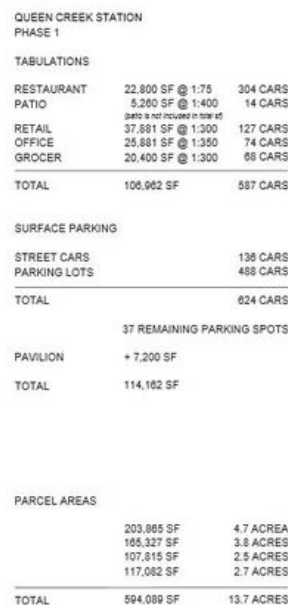 QUEEN CREEK STATION
PHASE 1
TABULATIONS
RESTAURANT 22,800 SF @ 1:75 304 CARS
PATIO 5,260 SF @ 1:400 14 CARS
(patio is not included in total sf)
RETAIL 37,881 SF @ 1:300 127 CARS
OFFICE 25,881 SF @ 1:350 74 CARS
GROCER 20,400 SF @ 1:300 68 CARS
TOTAL 106,962 SF 587 CARS
SURFACE PARKING
STREET CARS 136 CARS
PARKING LOTS 488 CARS
TOTAL 624 CARS
37 REMAINING PARKING SPOTS
PAVILION + 7,200 SF
TOTAL 114,162 SF
PARCEL AREAS
203,865 SF 4.7 ACREA
165,327 SF 3.8 ACRES
107,815 SF 2.5 ACRES
117,082 SF 2.7 ACRES
TOTAL 594,089 SF 13.7 ACRES